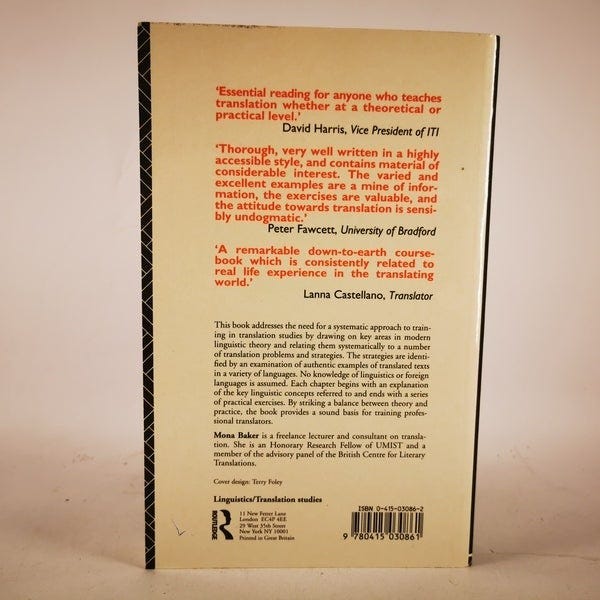 ‘Essential reading for anyone who teaches
translation whether at a theoretical or
practical level.’
David Harris, Vice President of ITI
‘Thorough, very well written in a highly
accessible style, and contains material of
considerable interest. The varied and
excellent examples are a mine of infor-
mation, the exercises are valuable, and
the attitude towards translation is sensi-
bly undogmatic.’
Peter Fawcett, University of Bradford
‘A remarkable down-to-earth course-
book which is consistently related to
real life experience in the translating
world.’
Lanna Castellano, Translator
This book addresses the need for a systematic approach to train-
ing in translation studies by drawing on key areas in modern
linguistic theory and relating them systematically to a number
of translation problems and strategies. The strategies are identi-
fied by an examination of authentic examples of translated texts
in a variety of languages. No knowledge of linguistics or foreign
languages is assumed. Each chapter begins with an explanation
of the key linguistic concepts referred to and ends with a series
of practical exercises. By striking a balance between theory and
practice, the book provides a sound basis for training profes-
sional translators.
Mona Baker is a freelance lecturer and consultant on transla-
tion. She is an Honorary Research Fellow of UMIST and a
member of the advisory panel of the British Centre for Literary
Translations.
Cover design: Terry Foley
Linguistics/Translation studies
ROUTLEDGE
11 New Fetter Lane
London EC4P 4EE
29 West 35th Street
New York NY 10001
Printed in Great Britain
ISBN 0-415-03086-2
9 780415 030861